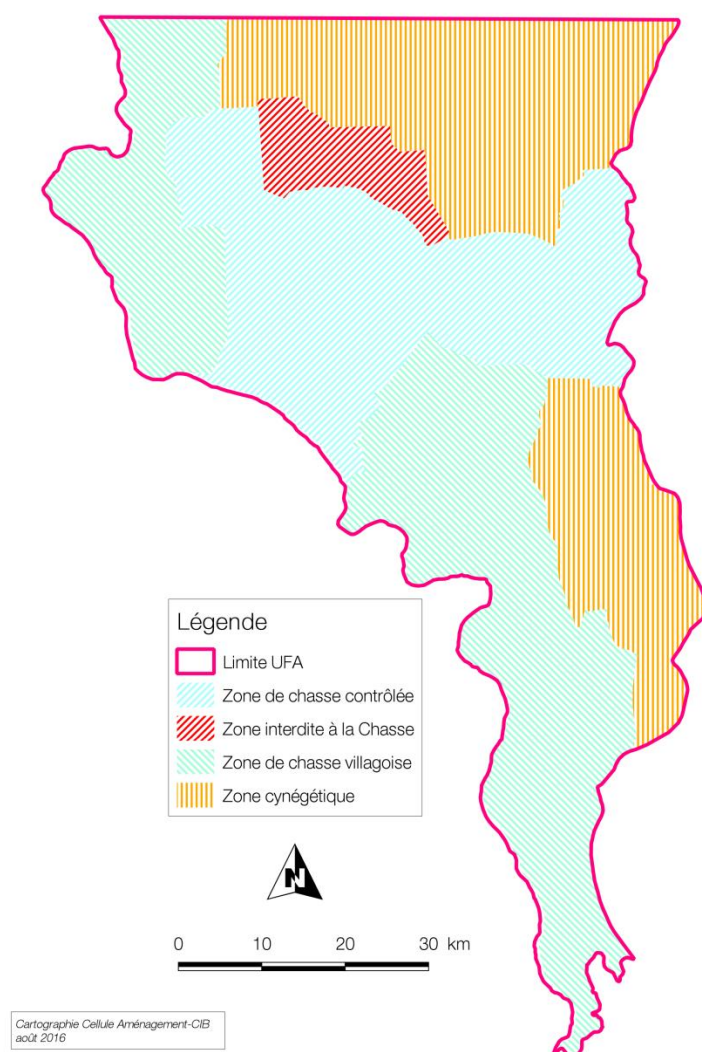 Légende
Limite UFA
Zone de chasse contrôlée
Zone interdite à la Chasse
Zone de chasse villagoise
Zone cynégétique
N
0 10 20 30 km
Cartographie Cellule Aménagement-CIB
août 2016